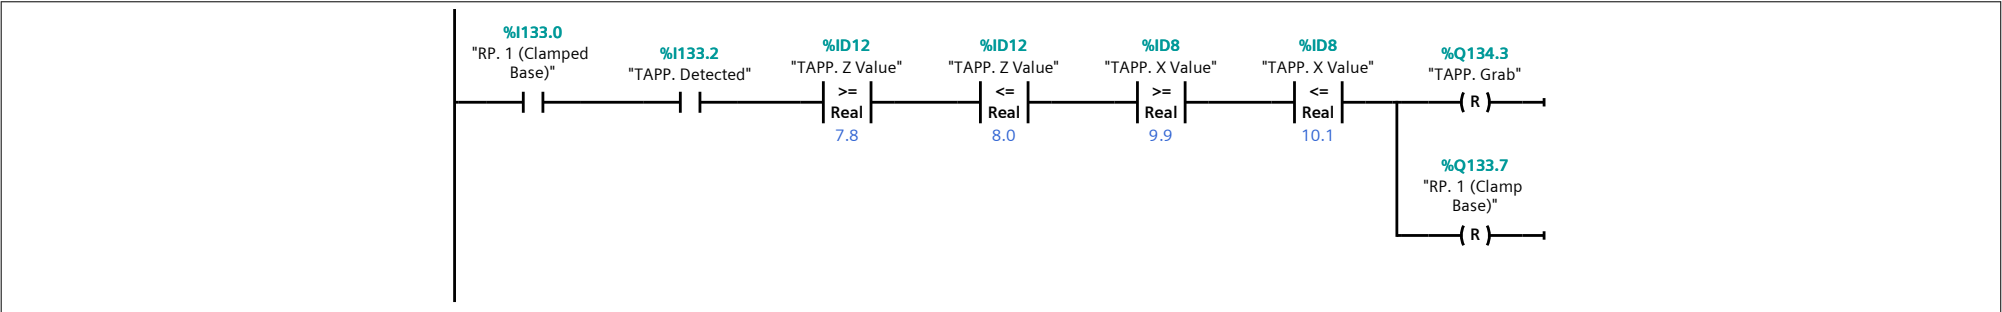 %I133.0
"RP. 1 (Clamped
Base)"
%I133.2
"TAPP. Detected"
%ID12
"TAPP. Z Value"
>=
Real
7.8
%ID12
"TAPP. Z Value"
<=
Real
8.0
%ID8
"TAPP. X Value"
>=
Real
9.9
%ID8
"TAPP. X Value"
<=
Real
10.1
%Q134.3
"TAPP. Grab"
R
%Q133.7
"RP. 1 (Clamp
Base)"
R